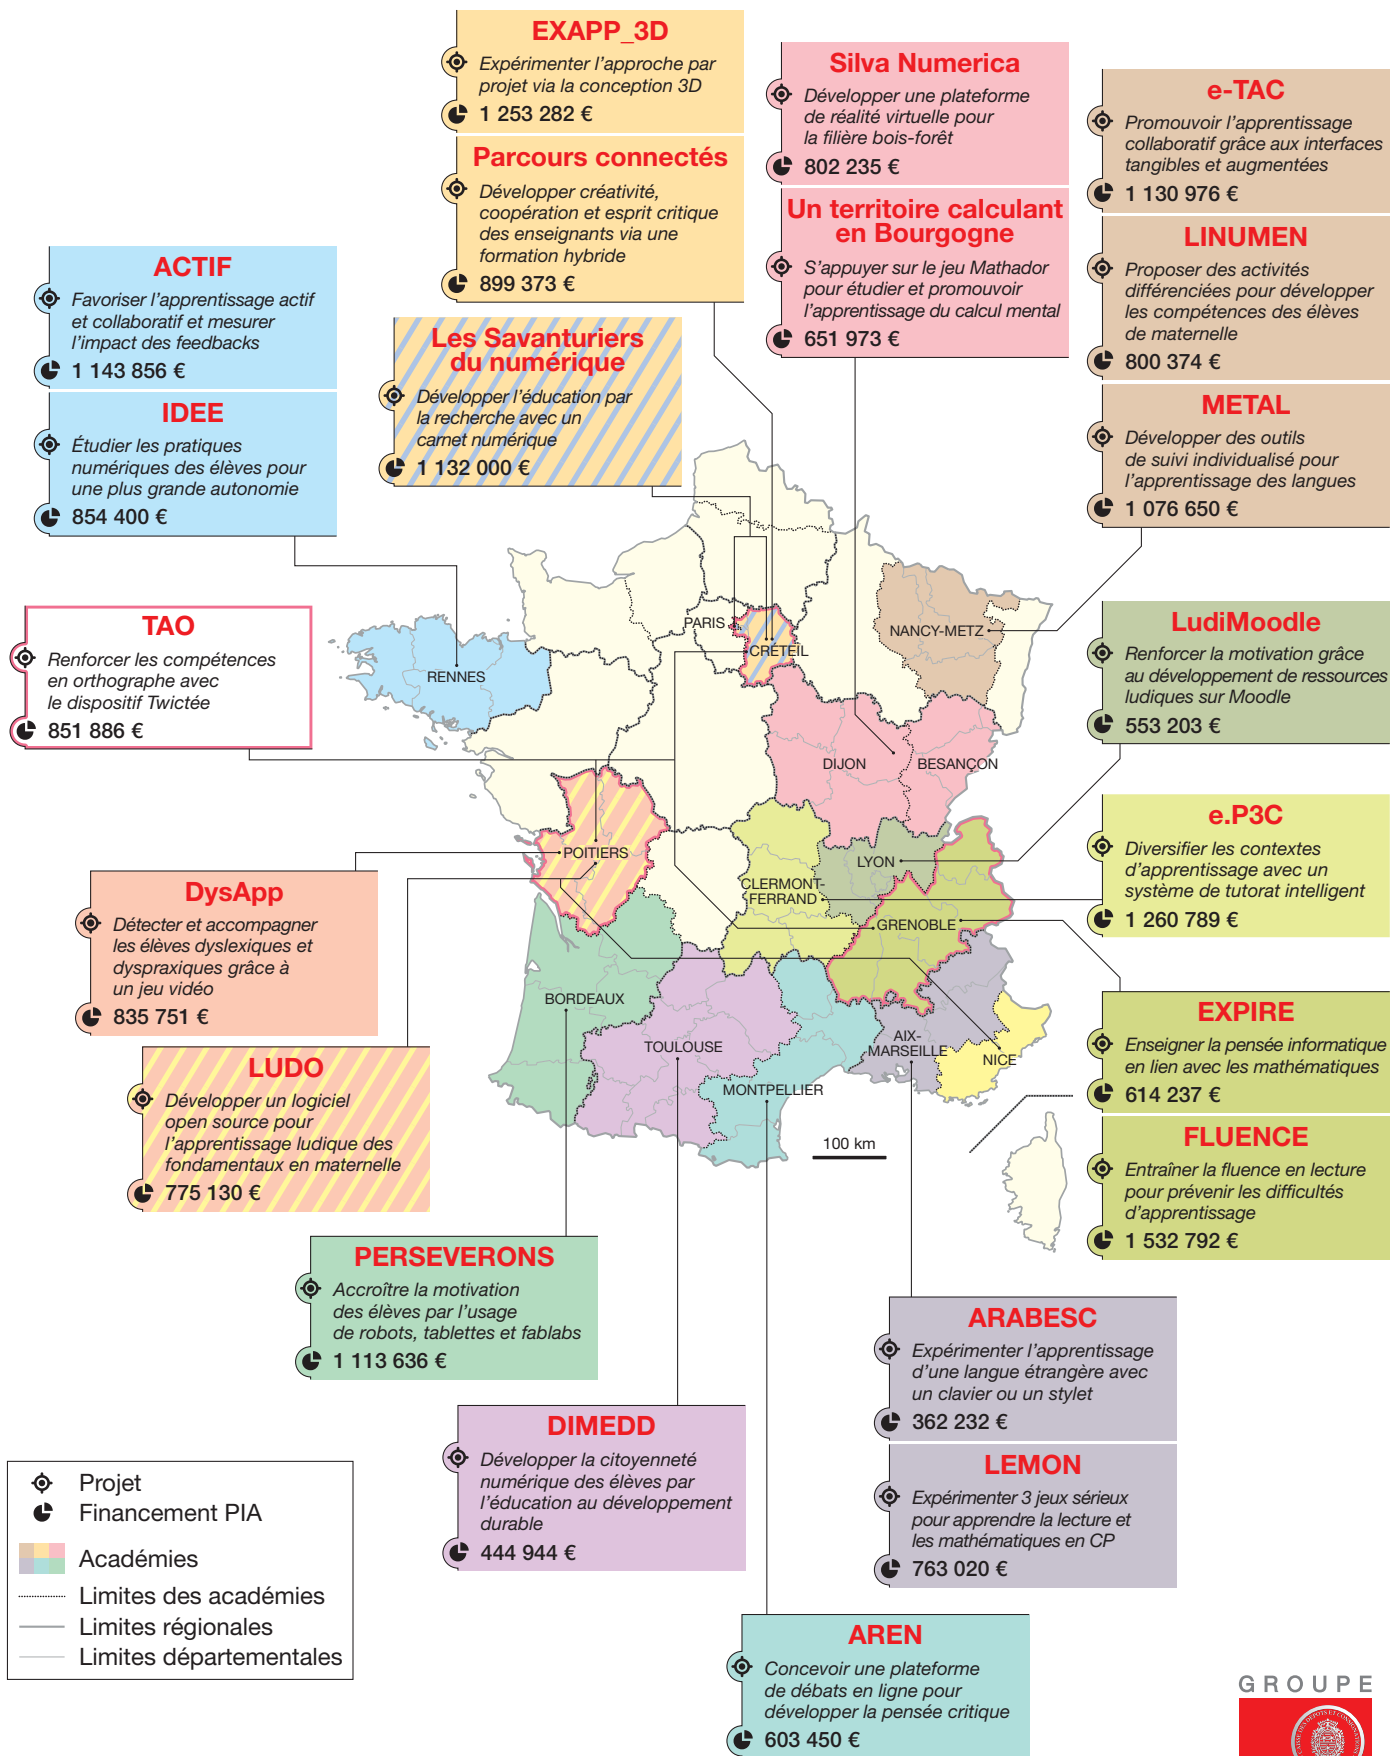 EXAPP_3D
Expérimenter l'approche par
projet via la conception 3D
1 253 282 €
Parcours connectés
Développer créativité,
coopération et esprit critique
des enseignants via une
formation hybride
899 373 €
Silva Numerica
Développer une plateforme
de réalité virtuelle pour
la filière bois-forêt
802 235 €
Un territoire calculant
en Bourgogne
S'appuyer sur le jeu Mathador
pour étudier et promouvoir
l'apprentissage du calcul mental
651 973 €
e-TAC
Promouvoir l'apprentissage
collaboratif grâce aux interfaces
tangibles et augmentées
1 130 976 €
LINUMEN
Proposer des activités
différenciées pour développer
les compétences des élèves
de maternelle
800 374 €
METAL
Développer des outils
de suivi individualisé pour
l'apprentissage des langues
1 076 650 €
ACTIF
Favoriser l'apprentissage actif
et collaboratif et mesurer
l'impact des feedbacks
1 143 856 €
IDEE
Étudier les pratiques
numériques des élèves pour
une plus grande autonomie
854 400 €
Les Savanturiers
du numérique
Développer l'éducation par
la recherche avec un
carnet numérique
1 132 000 €
TAO
Renforcer les compétences
en orthographe avec
le dispositif Twictée
851 886 €
LudiMoodle
Renforcer la motivation grâce
au développement de ressources
ludiques sur Moodle
553 203 €
PARIS
CRÉTEIL
NANCY-METZ
RENNES
DIJON
BESANÇON
POITIERS
LYON
CLERMONT-
FERRAND
GRENOBLE
BORDEAUX
TOULOUSE
AIX-
MARSEILLE
NICE
MONTPELLIER
100 km
e.P3C
Diversifier les contextes
d'apprentissage avec un
système de tutorat intelligent
1 260 789 €
DysApp
Détecter et accompagner
les élèves dyslexiques et
dyspraxiques grâce à
un jeu vidéo
835 751 €
LUDO
Développer un logiciel
open source pour
l'apprentissage ludique des
fondamentaux en maternelle
775 130 €
EXPIRE
Enseigner la pensée informatique
en lien avec les mathématiques
614 237 €
FLUENCE
Entraîner la fluence en lecture
pour prévenir les difficultés
d'apprentissage
1 532 792 €
PERSEVERONS
Accroître la motivation
des élèves par l'usage
de robots, tablettes et fablabs
1 113 636 €
ARABESC
Expérimenter l'apprentissage
d'une langue étrangère avec
un clavier ou un stylet
362 232 €
LEMON
Expérimenter 3 jeux sérieux
pour apprendre la lecture et
les mathématiques en CP
763 020 €
DIMEDD
Développer la citoyenneté
numérique des élèves par
l'éducation au développement
durable
444 944 €
Projet
Financement PIA
Académies
Limites des académies
Limites régionales
Limites départementales
AREN
Concevoir une plateforme
de débats en ligne pour
développer la pensée critique
603 450 €
GROUPE